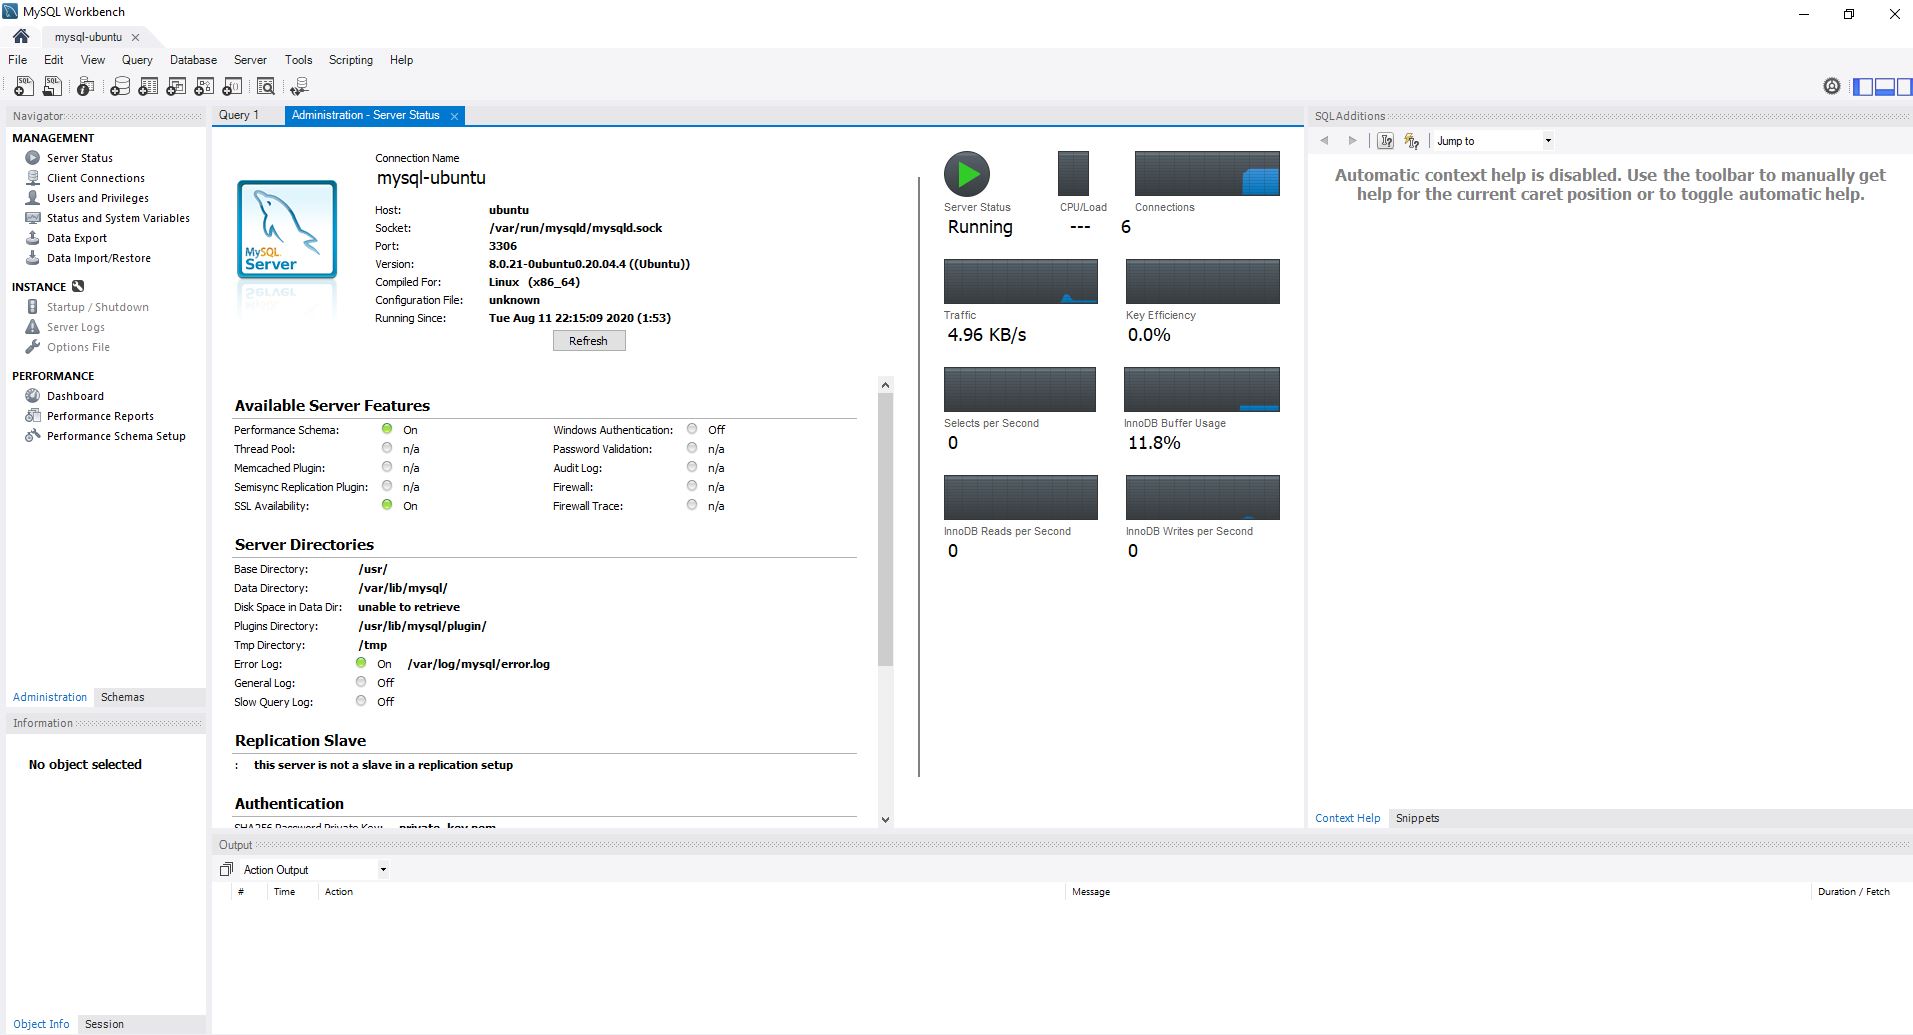 MySQL Workbench
mysql-ubuntu
File Edit View Query Database Server Tools Scripting Help
Navigator
MANAGEMENT
Server Status
Client Connections
Users and Privileges
Status and System Variables
Data Export
Data Import/Restore
INSTANCE
Startup / Shutdown
Server Logs
Options File
PERFORMANCE
Dashboard
Performance Reports
Performance Schema Setup
Administration Schemas
Information
No object selected
Object Info Session
Query 1 Administration - Server Status
MySQL
Server
Connection Name
mysql-ubuntu
Host: ubuntu
Socket: /var/run/mysqld/mysqld.sock
Port: 3306
Version: 8.0.21-0ubuntu0.20.04.4 ((Ubuntu))
Compiled For: Linux (x86_64)
Configuration File: unknown
Running Since: Tue Aug 11 22:15:09 2020 (1:53)
Refresh
Available Server Features
Performance Schema: On Windows Authentication: Off
Thread Pool: n/a Password Validation: n/a
Memcached Plugin: n/a Audit Log: n/a
Semisync Replication Plugin: n/a Firewall: n/a
SSL Availability: On Firewall Trace: n/a
Server Directories
Base Directory: /usr/
Data Directory: /var/lib/mysql/
Disk Space in Data Dir: unable to retrieve
Plugins Directory: /usr/lib/mysql/plugin/
Tmp Directory: /tmp
Error Log: On /var/log/mysql/error.log
General Log: Off
Slow Query Log: Off
Replication Slave
: this server is not a slave in a replication setup
Authentication
SHA256 Password Private Key: private_key.pem
Server Status CPU/Load Connections
Running --- 6
Traffic Key Efficiency
4.96 KB/s 0.0%
Selects per Second InnoDB Buffer Usage
0 11.8%
InnoDB Reads per Second InnoDB Writes per Second
0 0
SQLAdditions
Jump to
Automatic context help is disabled. Use the toolbar to manually get
help for the current caret position or to toggle automatic help.
Context Help Snippets
Output
Action Output
# Time Action Message Duration / Fetch